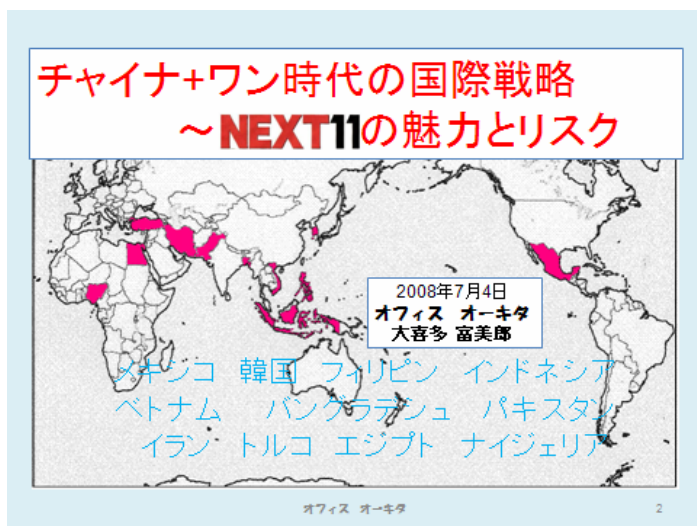 チャイナ+ワン時代の国際戦略
～NEXT11の魅力とリスク
2008年7月4日
オフィス オーキタ
大喜多 富美郎
メキシコ 韓国 フィリピン インドネシア
ベトナム バングラデシュ パキスタン
イラン トルコ エジプト ナイジェリア
オフィス オーキタ
2